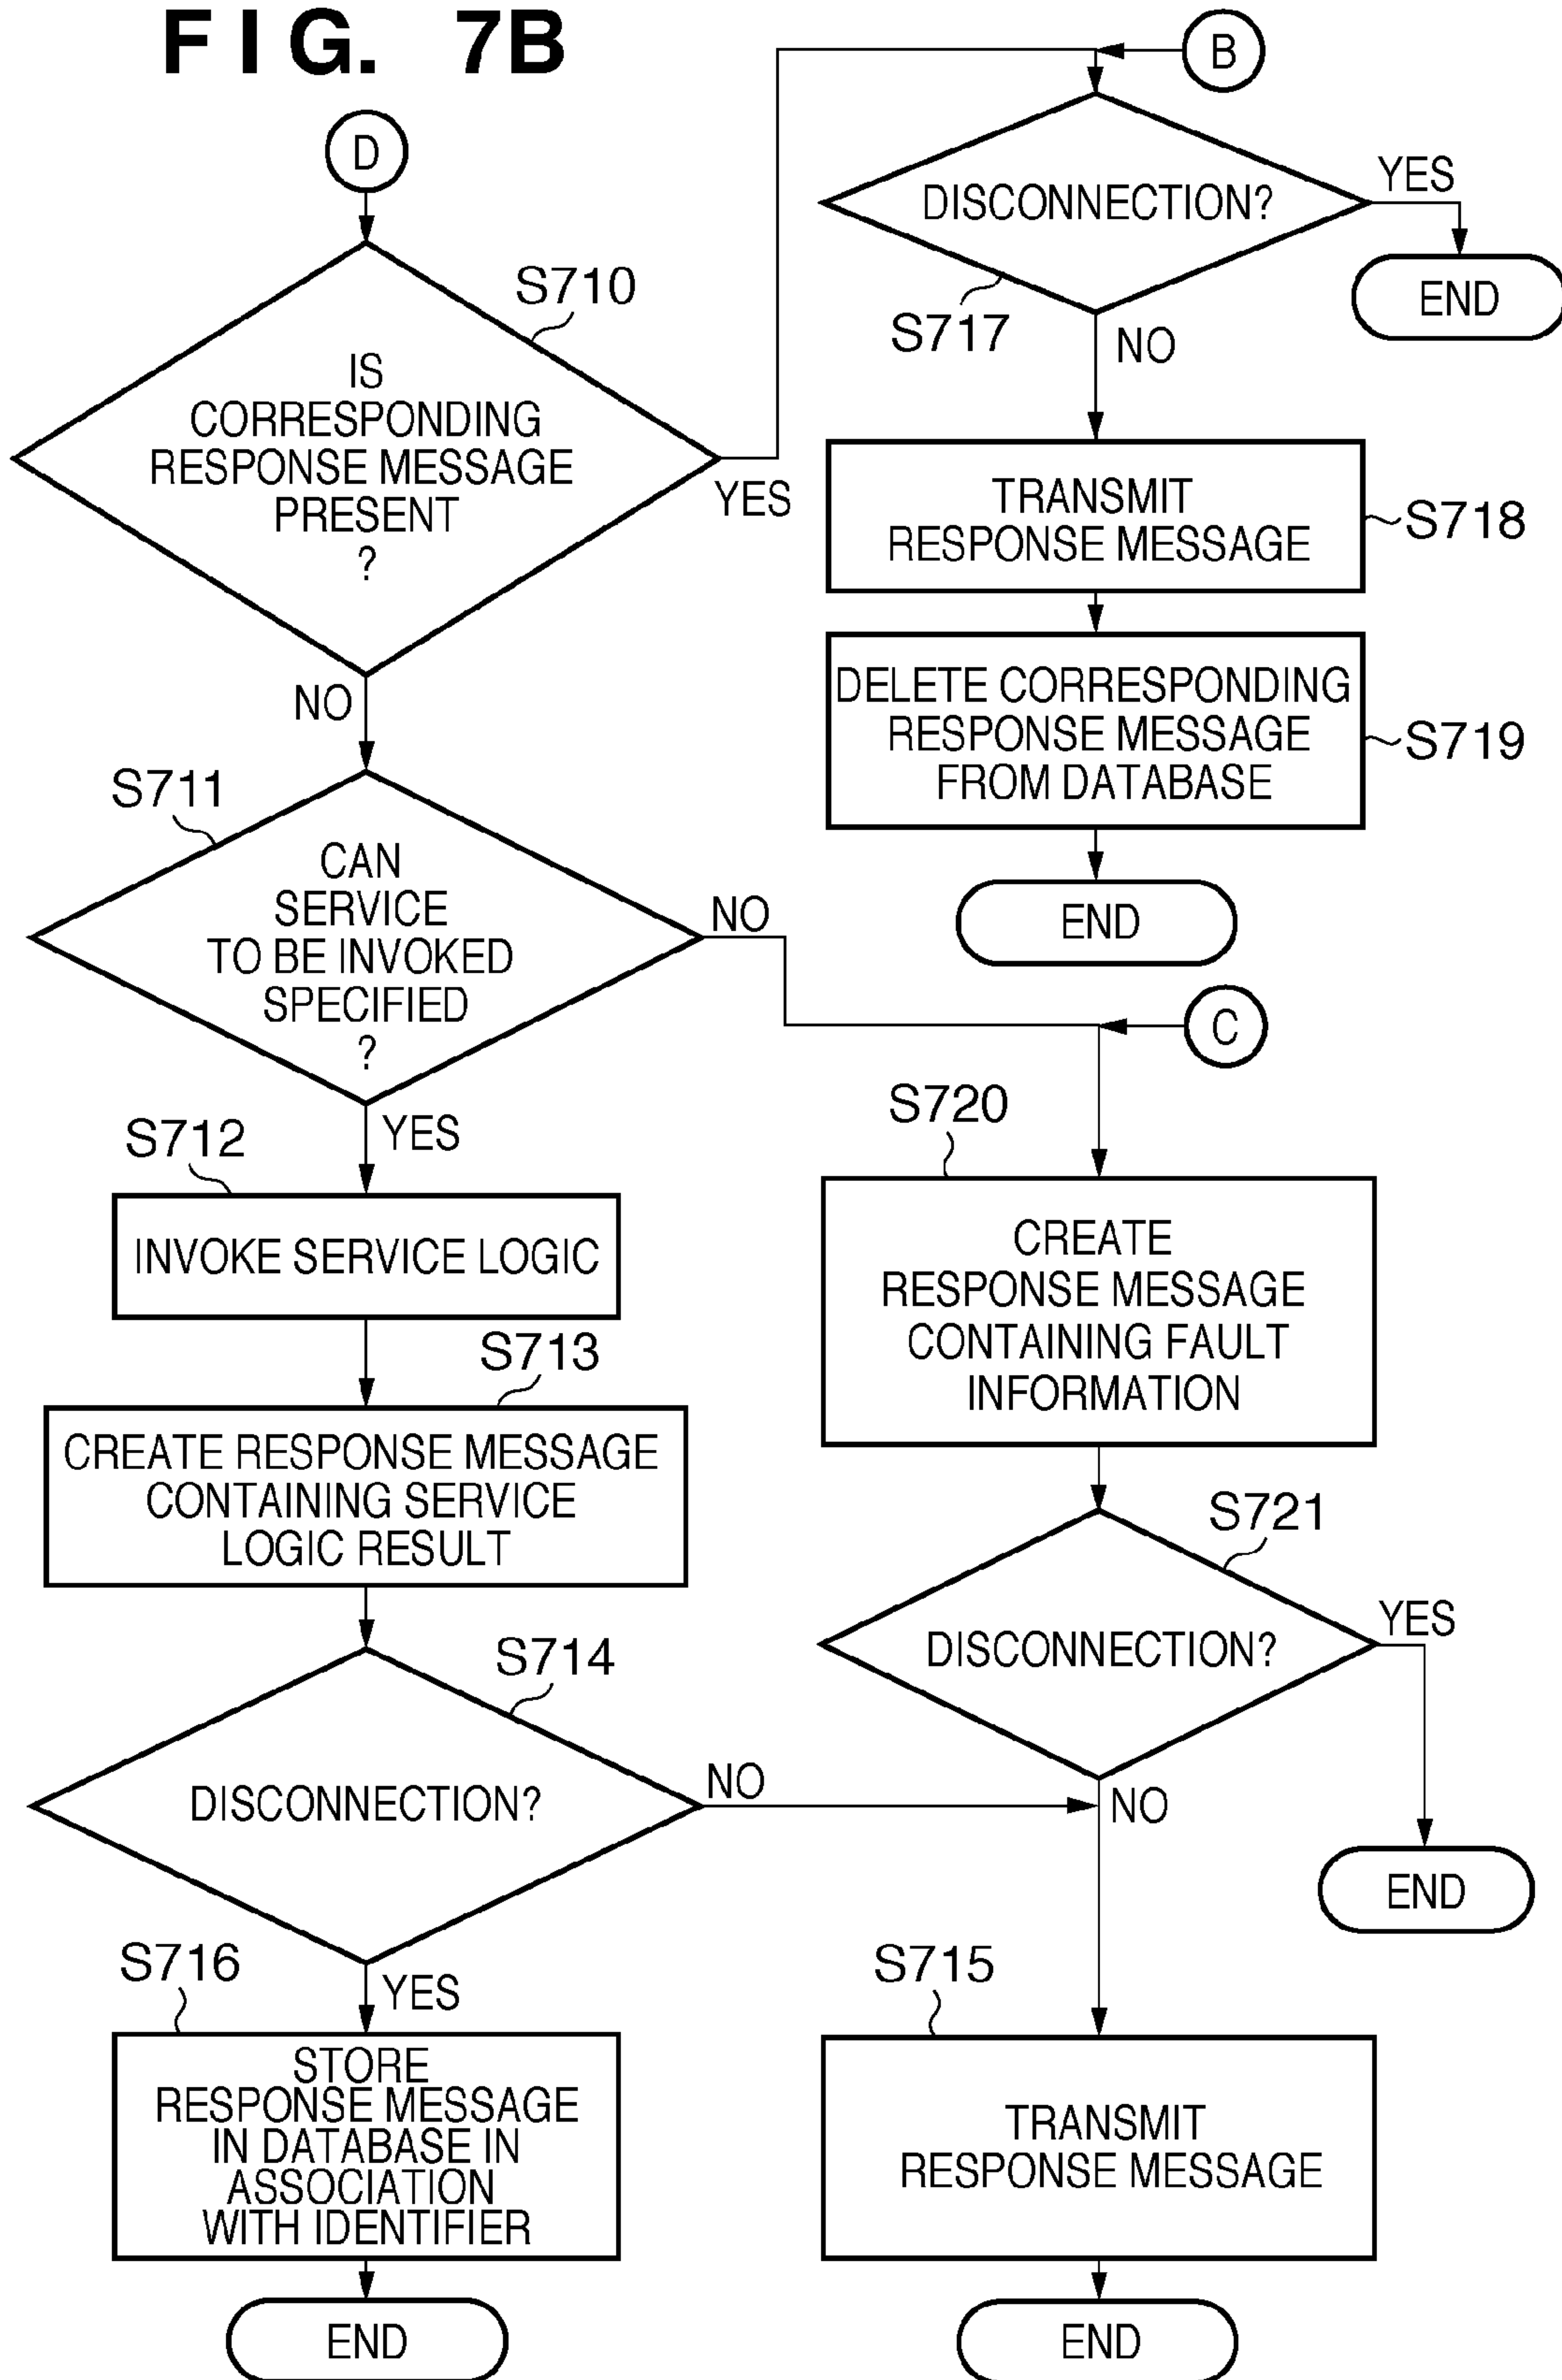 FIG. 7B
D
S710
IS
CORRESPONDING
RESPONSE MESSAGE
PRESENT
?
YES
NO
S711
CAN
SERVICE
TO BE INVOKED
SPECIFIED
?
NO
YES
S712
INVOKE SERVICE LOGIC
S713
CREATE RESPONSE MESSAGE
CONTAINING SERVICE
LOGIC RESULT
S714
DISCONNECTION?
NO
YES
S716
STORE
RESPONSE MESSAGE
IN DATABASE IN
ASSOCIATION
WITH IDENTIFIER
END
B
DISCONNECTION?
YES
END
S717
NO
TRANSMIT
RESPONSE MESSAGE
S718
DELETE CORRESPONDING
RESPONSE MESSAGE
FROM DATABASE
S719
END
C
S720
CREATE
RESPONSE MESSAGE
CONTAINING FAULT
INFORMATION
S721
DISCONNECTION?
YES
NO
END
S715
TRANSMIT
RESPONSE MESSAGE
END